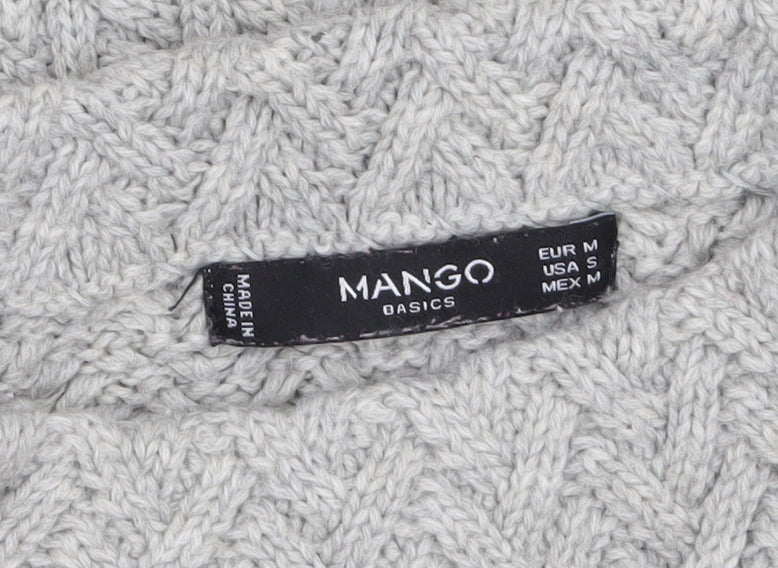 MADE IN
CHINA
MANGO
BASICS
EUR M
USA S
MEX M